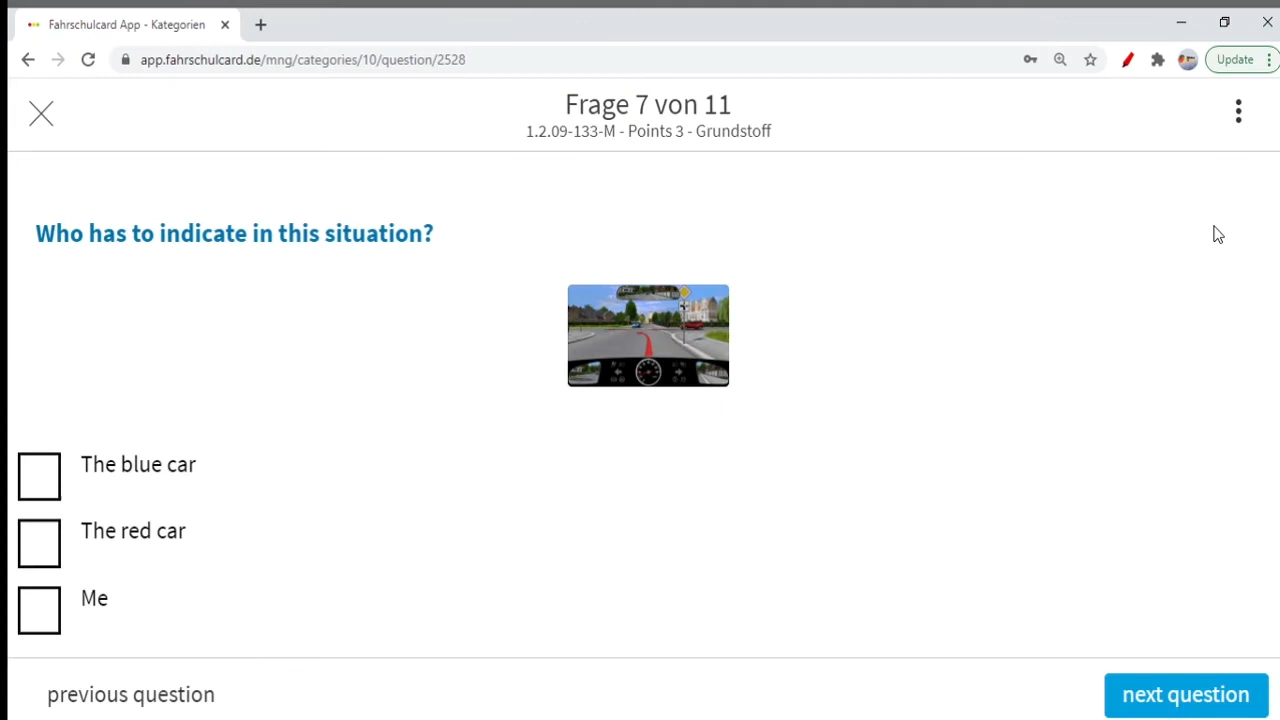 Fahrschulcard App - Kategorien
app.fahrschulcard.de/mng/categories/10/question/2528
Update
Frage 7 von 11
1.2.09-133-M - Points 3 - Grundstoff
Who has to indicate in this situation?
The blue car
The red car
Me
previous question
next question